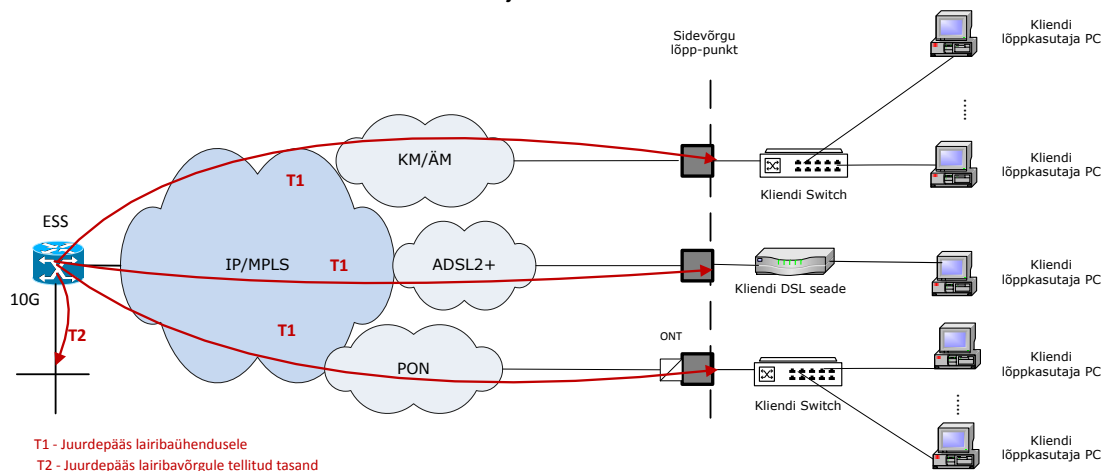 Sidevõrgu
lõpp-punkt
Kliendi
lõppkasutaja PC
KM/ÄM
T1
Kliendi Switch
Kliendi
lõppkasutaja PC
ESS
10G
IP/MPLS
T1
ADSL2+
Kliendi DSL seade
Kliendi
lõppkasutaja PC
T2
T1
PON
ONT
Kliendi Switch
Kliendi
lõppkasutaja PC
Kliendi
lõppkasutaja PC
T1 - Juurdepääs lairibaühendusele
T2 - Juurdepääs lairibavõrgule tellitud tasand